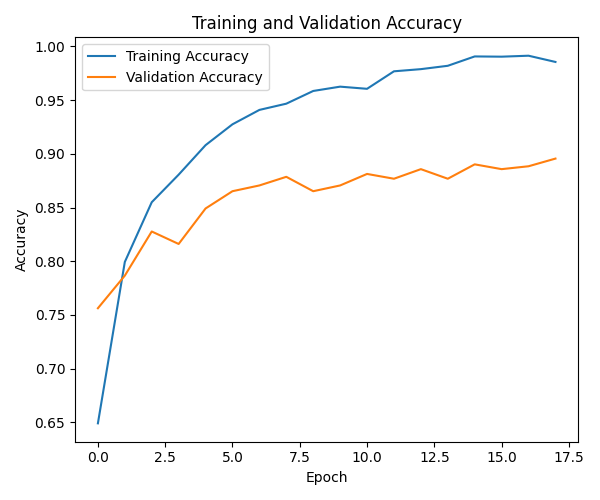 Training and Validation Accuracy
Training Accuracy
Validation Accuracy
1.00
0.95
0.90
0.85
0.80
0.75
0.70
0.65
Accuracy
0.0 2.5 5.0 7.5 10.0 12.5 15.0 17.5
Epoch